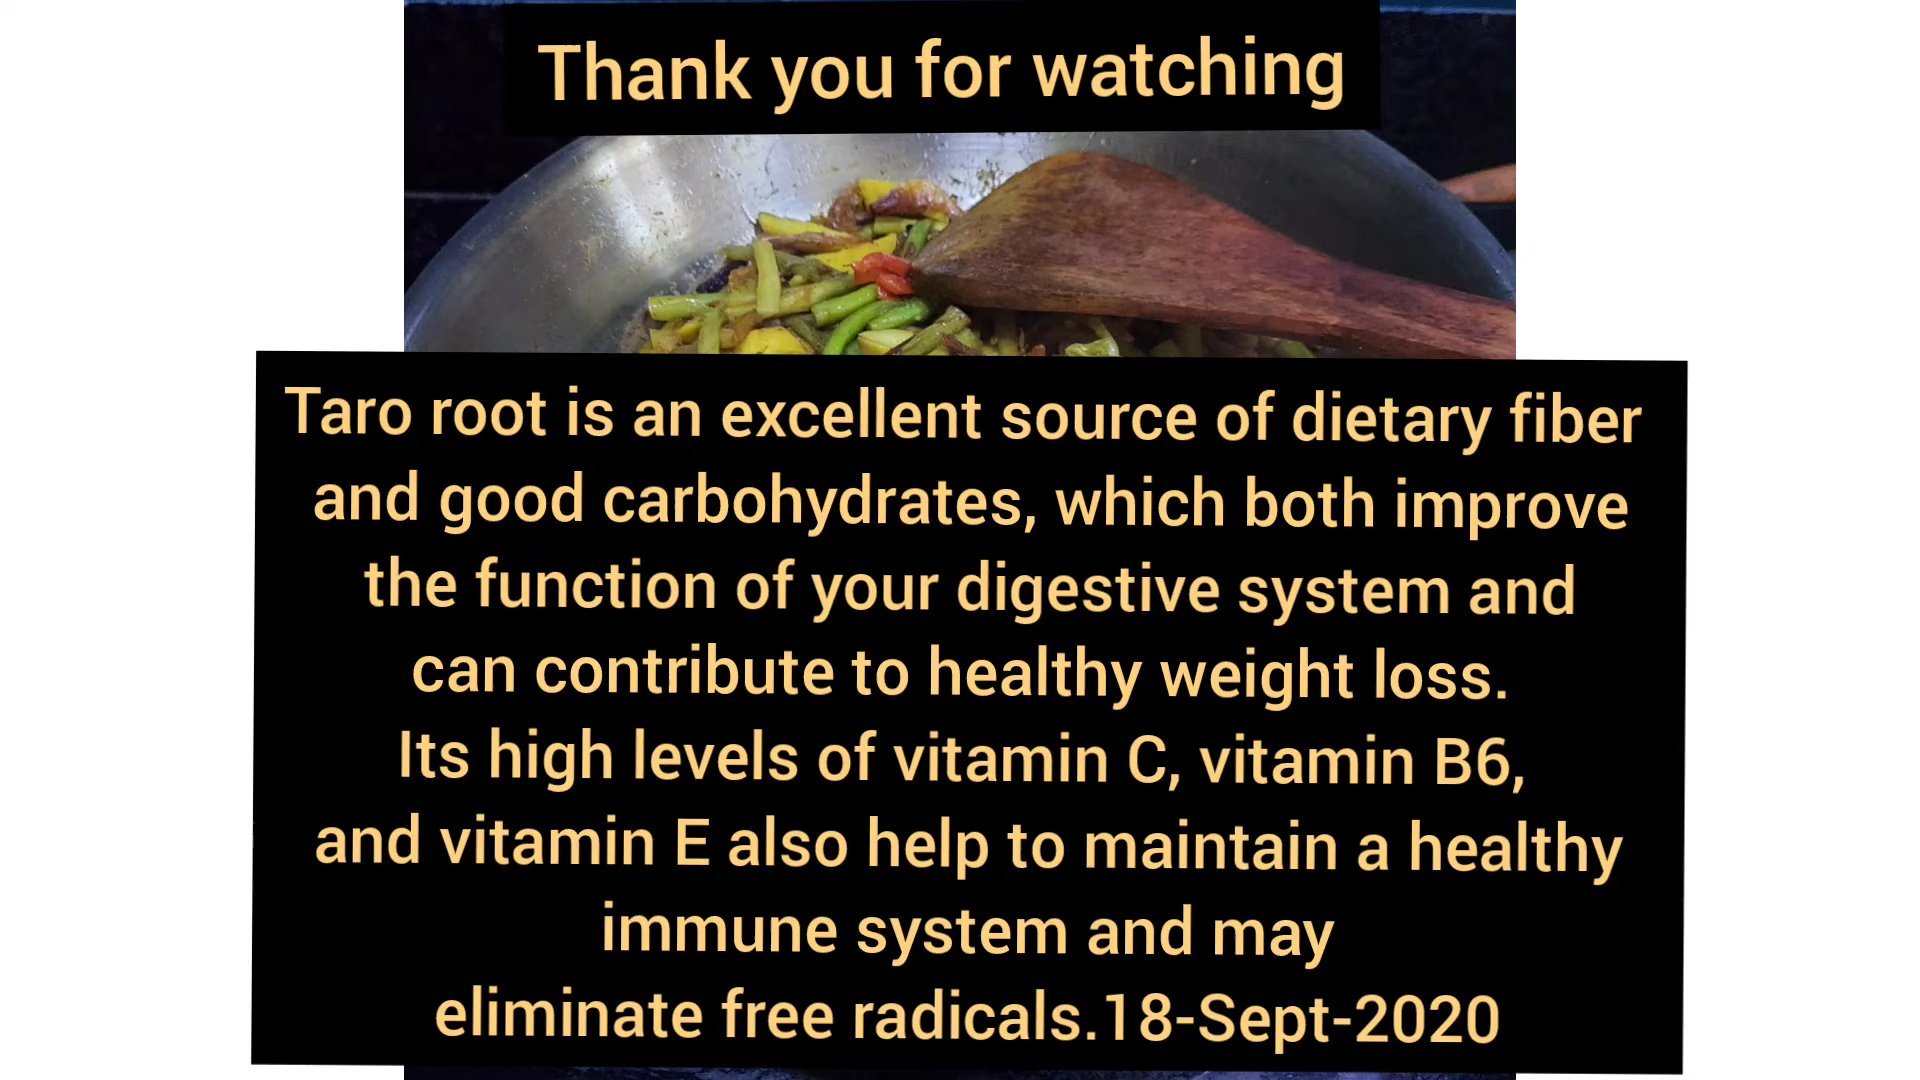 Thank you for watching
Taro root is an excellent source of dietary fiber
and good carbohydrates, which both improve
the function of your digestive system and
can contribute to healthy weight loss.
Its high levels of vitamin C, vitamin B6,
and vitamin E also help to maintain a healthy
immune system and may
eliminate free radicals.18-Sept-2020